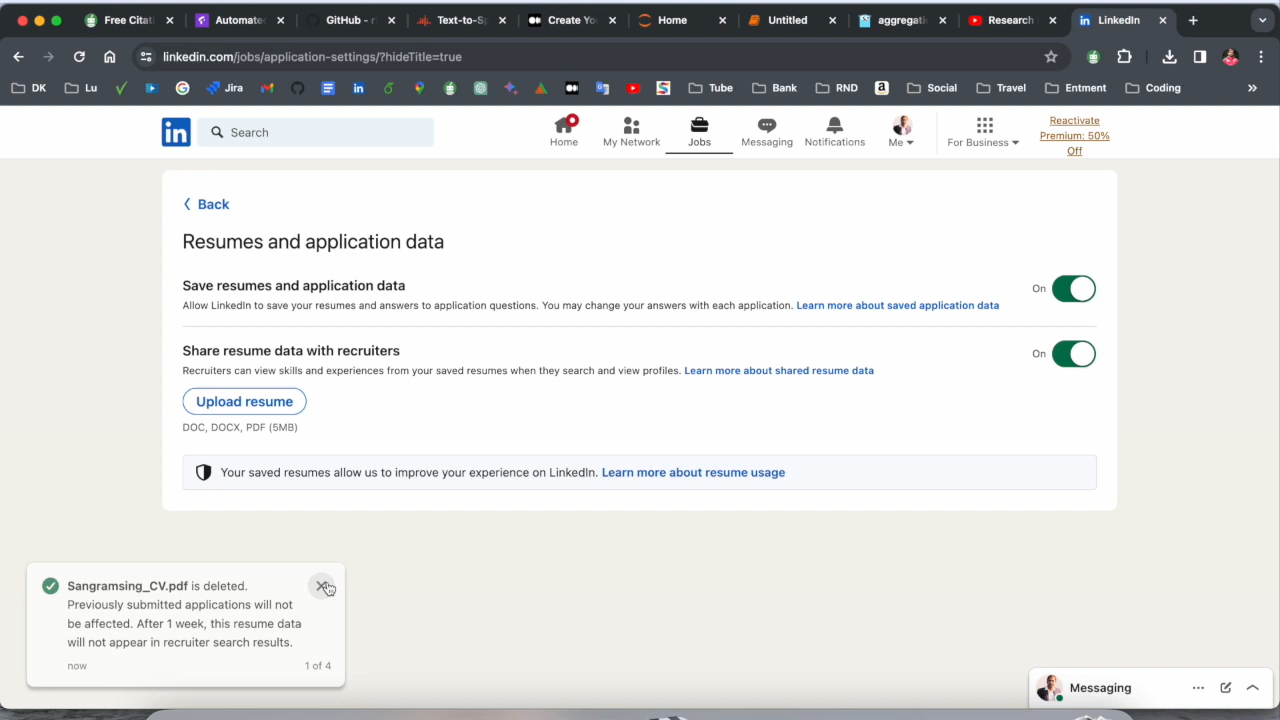 Free Citati
Automate
GitHub - ri
Text-to-Sp
Create You
Home
Untitled
aggregati
Research
LinkedIn
linkedin.com/jobs/application-settings/?hideTitle=true
DK
Lu
Jira
Tube
Bank
RND
Social
Travel
Entment
Coding
in
Search
Home
My Network
Jobs
Messaging
Notifications
Me
For Business
Reactivate
Premium: 50%
Off
Back
Resumes and application data
Save resumes and application data
On
Allow LinkedIn to save your resumes and answers to application questions. You may change your answers with each application. Learn more about saved application data
Share resume data with recruiters
On
Recruiters can view skills and experiences from your saved resumes when they search and view profiles. Learn more about shared resume data
Upload resume
DOC, DOCX, PDF (5MB)
Your saved resumes allow us to improve your experience on LinkedIn. Learn more about resume usage
Sangramsing_CV.pdf is deleted.
Previously submitted applications will not
be affected. After 1 week, this resume data
will not appear in recruiter search results.
now
1 of 4
Messaging